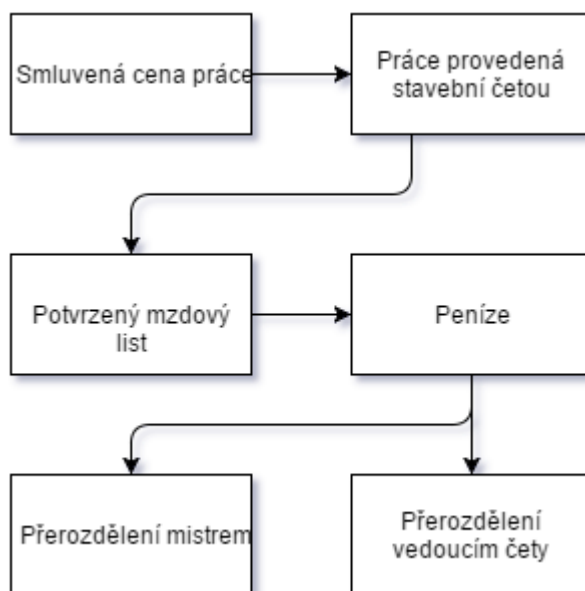 Smluvená cena práce
Práce provedená
stavební četou
Potvrzený mzdový
list
Peníze
Přerozdělení mistrem
Přerozdělení
vedoucím čety